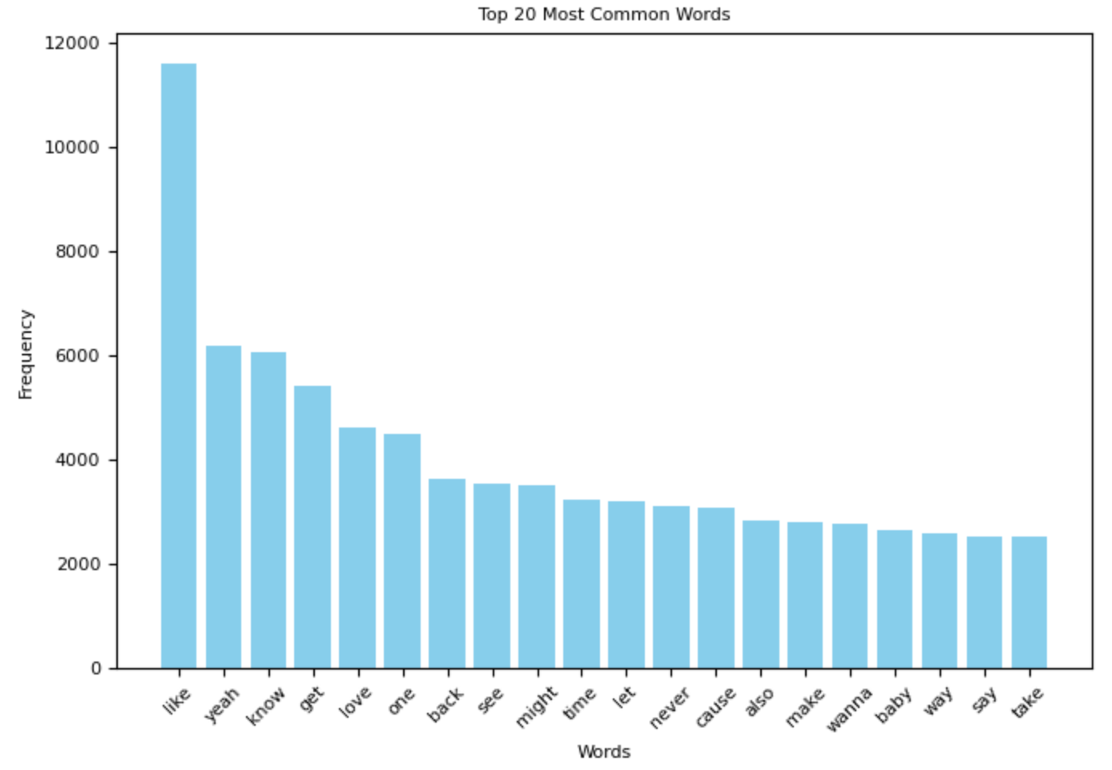 Top 20 Most Common Words
12000
10000
8000
6000
4000
2000
0
Frequency
like yeah know get love one back see might time let never cause also make wanna baby way say take
Words